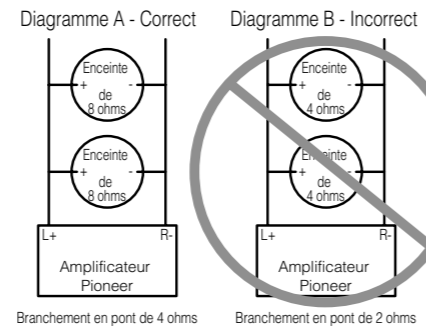 Diagramme A - Correct
Enceinte
+ -
de
8 ohms
Enceinte
+ -
de
8 ohms
L+ R-
Amplificateur
Pioneer
Branchement en pont de 4 ohms
Diagramme B - Incorrect
Enceinte
+ -
de
4 ohms
Enceinte
+ -
de
4 ohms
L+ R-
Amplificateur
Pioneer
Branchement en pont de 2 ohms